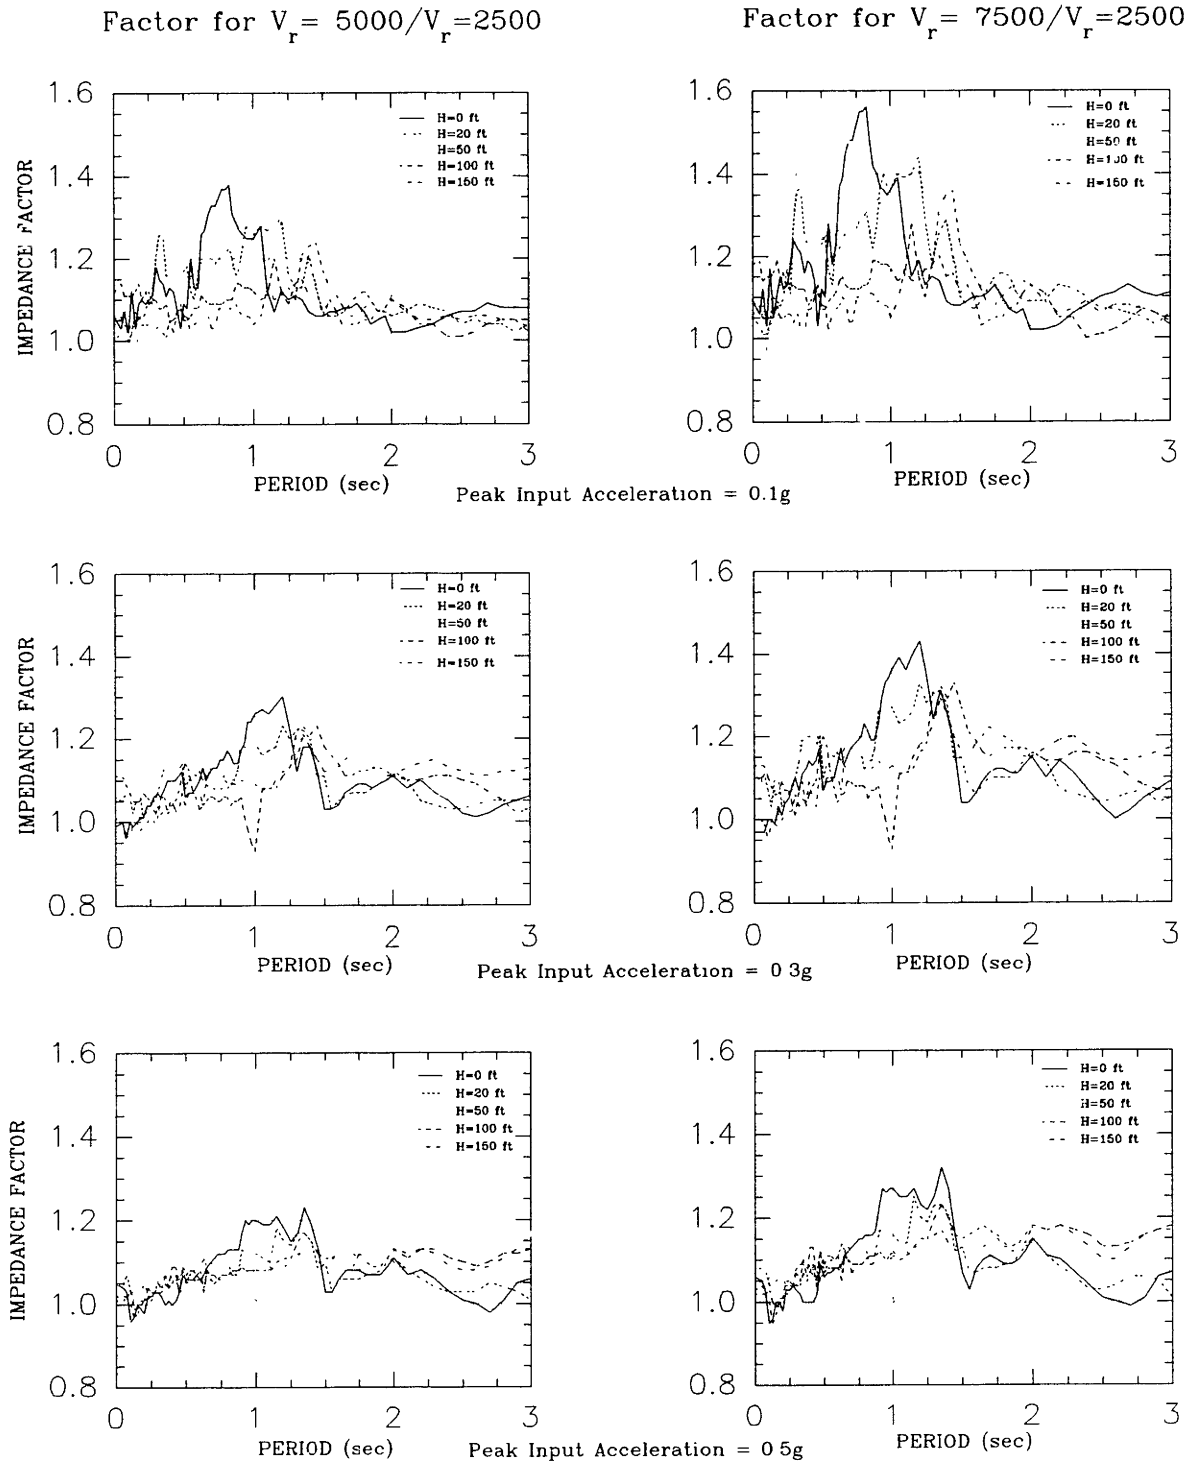 Factor for Vr= 5000/Vr=2500
Factor for Vr= 7500/Vr=2500
IMPEDANCE FACTOR
1.6
1.4
1.2
1.0
0.8
H=0 ft
H=20 ft
H=50 ft
H=100 ft
H=150 ft
0 1 2 3
PERIOD (sec)
1.6
1.4
1.2
1.0
0.8
H=0 ft
H=20 ft
H=50 ft
H=100 ft
H=150 ft
0 1 2 3
PERIOD (sec)
Peak Input Acceleration = 0.1g
IMPEDANCE FACTOR
1.6
1.4
1.2
1.0
0.8
H=0 ft
H=20 ft
H=50 ft
H=100 ft
H=150 ft
0 1 2 3
PERIOD (sec)
1.6
1.4
1.2
1.0
0.8
H=0 ft
H=20 ft
H=50 ft
H=100 ft
H=150 ft
0 1 2 3
PERIOD (sec)
Peak Input Acceleration = 0 3g
IMPEDANCE FACTOR
1.6
1.4
1.2
1.0
0.8
H=0 ft
H=20 ft
H=50 ft
H=100 ft
H=150 ft
0 1 2 3
PERIOD (sec)
1.6
1.4
1.2
1.0
0.8
H=0 ft
H=20 ft
H=50 ft
H=100 ft
H=150 ft
0 1 2 3
PERIOD (sec)
Peak Input Acceleration = 0 5g